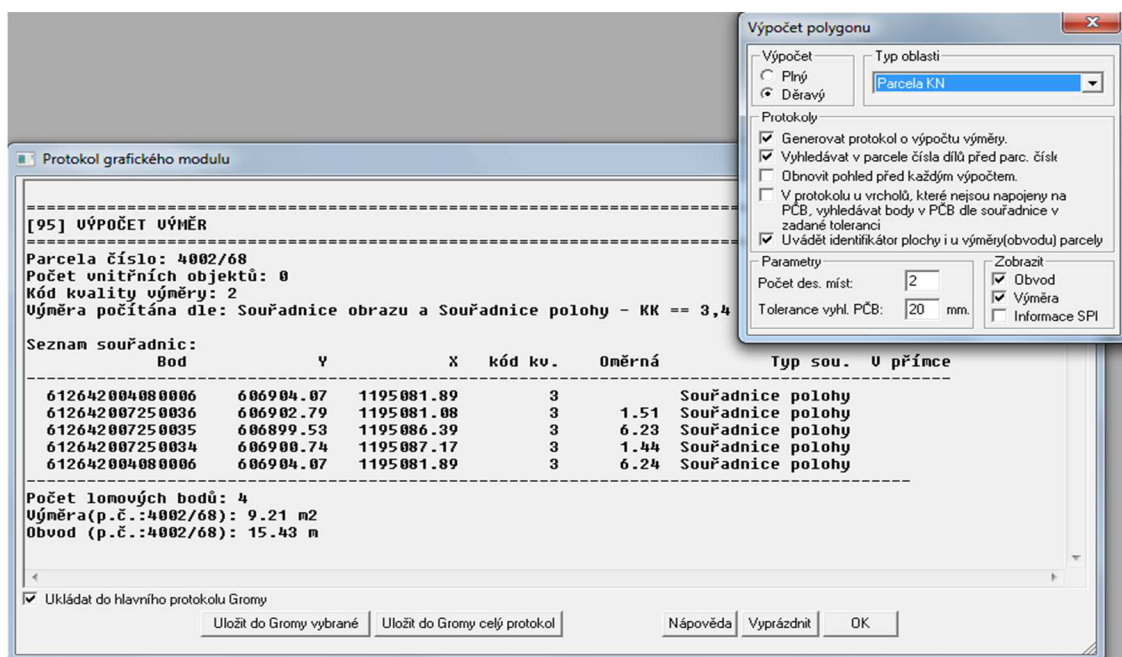 Výpočet polygonu
Výpočet
Plný
Děravý
Typ oblasti
Parcela KN
Protokoly
Generovat protokol o výpočtu výměry.
Vyhledávat v parcele čísla dílů před parc. čísle
Obnovit pohled před každým výpočtem.
V protokolu u vrcholů, které nejsou napojeny na
PČB, vyhledávat body v PČB dle souřadnice v
zadané toleranci
Uvádět identifikátor plochy i u výměry(obvodu) parcely
Parametry
Počet des. míst: 2
Tolerance vyhl. PČB: 20 mm.
Zobrazit
Obvod
Výměra
Informace SPI
Protokol grafického modulu
[95] VÝPOČET VÝMĚR
Parcela číslo: 4002/68
Počet vnitřních objektů: 0
Kód kvality výměry: 2
Výměra počítána dle: Souřadnice obrazu a Souřadnice polohy - KK == 3,4
Seznam souřadnic:
Bod Y X kód kv. Oměrná Typ sou. V přímce
612642004080006 606904.07 1195081.89 3 Souřadnice polohy
612642007250036 606902.79 1195081.08 3 1.51 Souřadnice polohy
612642007250035 606899.53 1195086.39 3 6.23 Souřadnice polohy
612642007250034 606900.74 1195087.17 3 1.44 Souřadnice polohy
612642004080006 606904.07 1195081.89 3 6.24 Souřadnice polohy
Počet lomových bodů: 4
Výměra(p.č.:4002/68): 9.21 m2
Obvod (p.č.:4002/68): 15.43 m
Ukládat do hlavního protokolu Gromy
Uložit do Gromy vybrané
Uložit do Gromy celý protokol
Nápověda
Vyprázdnit
OK